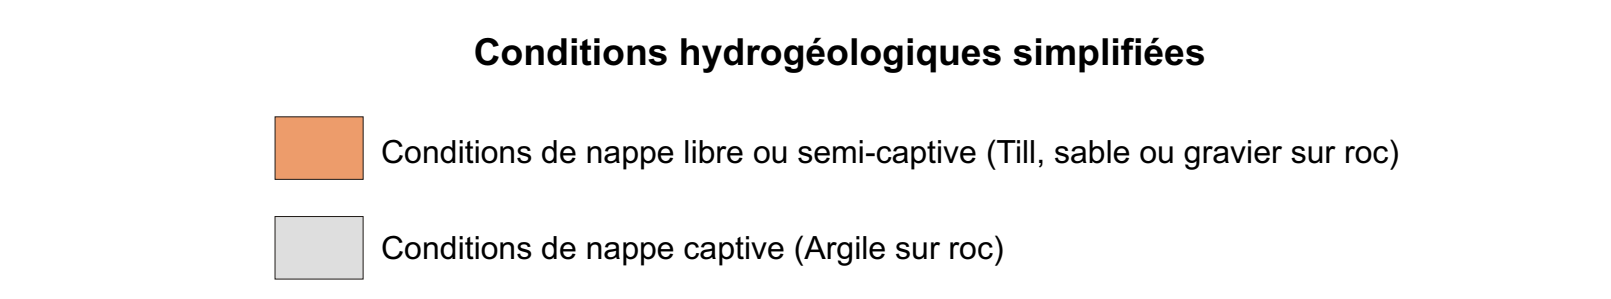 Conditions hydrogéologiques simplifiées
Conditions de nappe libre ou semi-captive (Till, sable ou gravier sur roc)
Conditions de nappe captive (Argile sur roc)